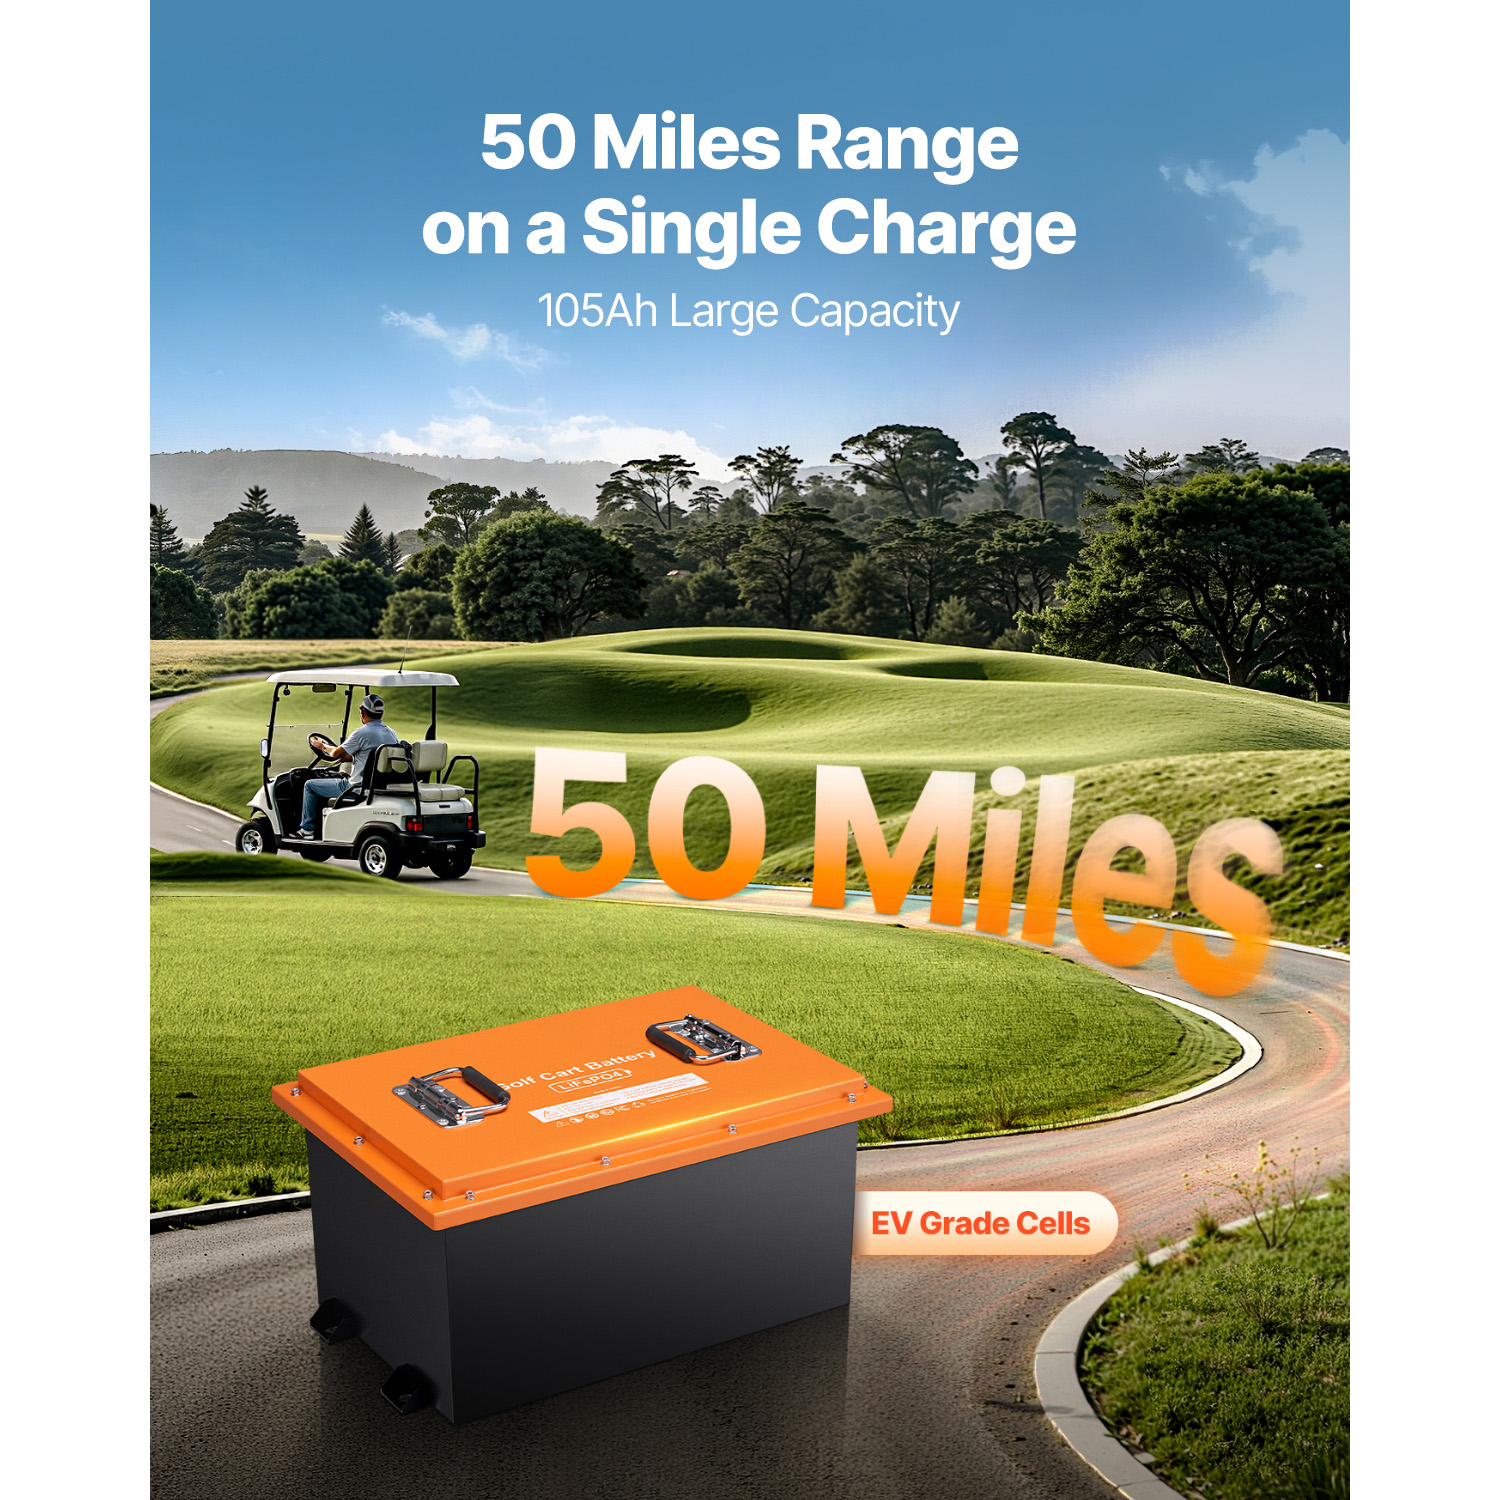 50 Miles Range
on a Single Charge
105Ah Large Capacity
50 Miles
Golf Cart Battery
LiFePO4
EV Grade Cells